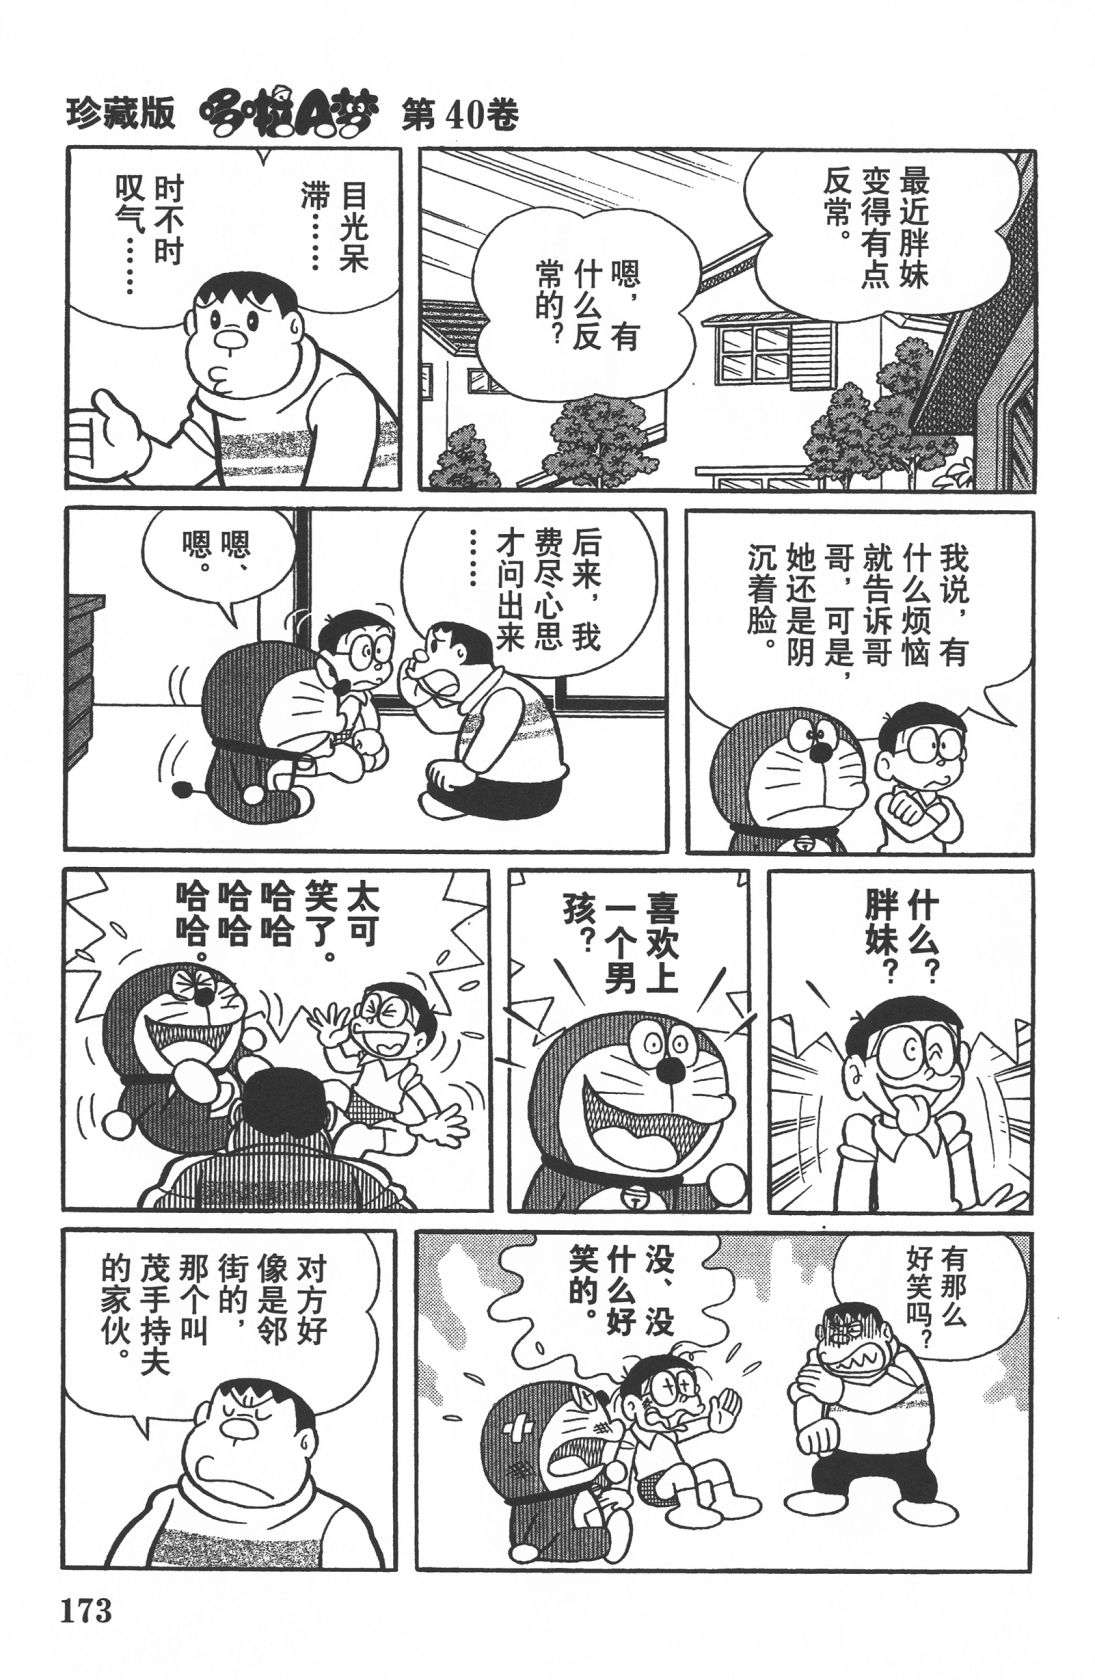 珍藏版 哆啦A梦 第40卷
最近胖妹
变得有点
反常。
嗯，有
什么反
常的？
目光呆
滞……
时不时
叹气……
我说，有
什么烦恼
就告诉哥
哥，可是，
她还是阴
沉着脸。
后来，我
费尽心思
才问出来
……
嗯、
嗯。
什么？
胖妹？
喜欢上
一个男
孩？
太可
笑了。
哈哈
哈哈
哈哈。
有那么
好笑吗？
没、没
什么好
笑的。
对方好
像是邻
街的，
那个叫
茂手持夫
的家伙。
173